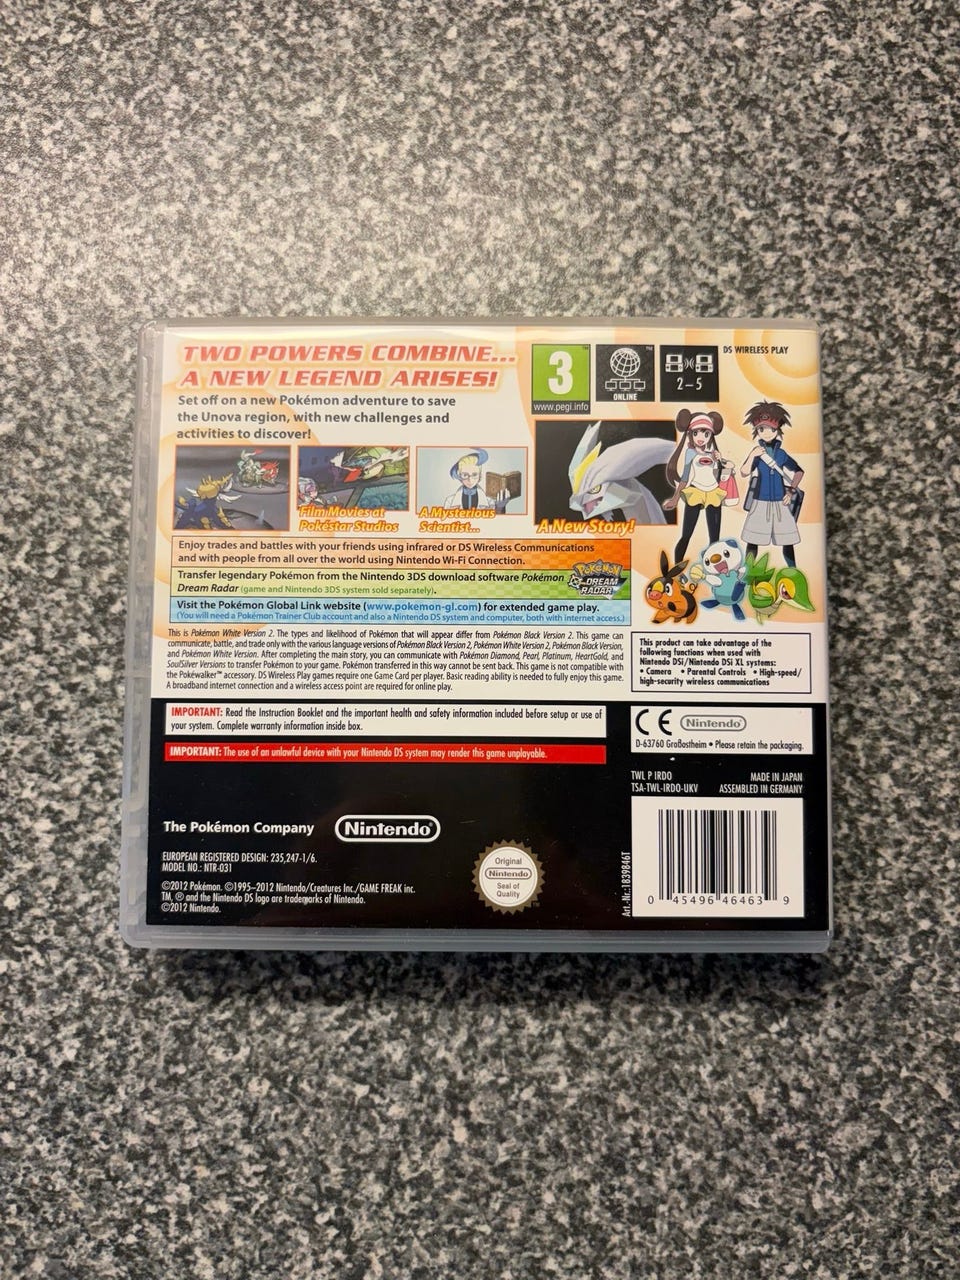 TWO POWERS COMBINE...
A NEW LEGEND ARISES!
Set off on a new Pokémon adventure to save
the Unova region, with new challenges and
activities to discover!
3
www.pegi.info
TM
ONLINE
TM
2-5
DS WIRELESS PLAY
Film Movies at
Pokéstar Studios
A Mysterious
Scientist...
A New Story!
Enjoy trades and battles with your friends using infrared or DS Wireless Communications
and with people from all over the world using Nintendo Wi-Fi Connection.
Transfer legendary Pokémon from the Nintendo 3DS download software Pokémon
Dream Radar (game and Nintendo 3DS system sold separately).
Pokémon
DREAM
RADAR
Visit the Pokémon Global Link website (www.pokemon-gl.com) for extended game play.
(You will need a Pokémon Trainer Club account and also a Nintendo DS system and computer, both with internet access.)
This is Pokémon White Version 2. The types and likelihood of Pokémon that will appear differ from Pokémon Black Version 2. This game can
communicate, battle, and trade only with the various language versions of Pokémon Black Version 2, Pokémon White Version 2, Pokémon Black Version,
and Pokémon White Version. After completing the main story, you can communicate with Pokémon Diamond, Pearl, Platinum, HeartGold, and
SoulSilver Versions to transfer Pokémon to your game. Pokémon transferred in this way cannot be sent back. This game is not compatible with
the Pokéwalker™ accessory. DS Wireless Play games require one Game Card per player. Basic reading ability is needed to fully enjoy this game.
A broadband internet connection and a wireless access point are required for online play.
This product can take advantage of the
following functions when used with
Nintendo DSi/Nintendo DSi XL systems:
• Camera • Parental Controls • High-speed/
high-security wireless communications
IMPORTANT: Read the Instruction Booklet and the important health and safety information included before setup or use of
your system. Complete warranty information inside box.
IMPORTANT: The use of an unlawful device with your Nintendo DS system may render this game unplayable.
CE Nintendo®
D-63760 Großostheim • Please retain the packaging.
TWL P IRDO
TSA-TWL-IRDO-UKV
MADE IN JAPAN
ASSEMBLED IN GERMANY
The Pokémon Company
Nintendo®
EUROPEAN REGISTERED DESIGN: 235,247-1/6.
MODEL NO.: NTR-031
©2012 Pokémon. ©1995–2012 Nintendo/Creatures Inc./GAME FREAK inc.
TM, ® and the Nintendo DS logo are trademarks of Nintendo.
©2012 Nintendo.
Original
Nintendo
Seal of
Quality
TM
Art.-Nr.:1839846T
0 45496 46463 9